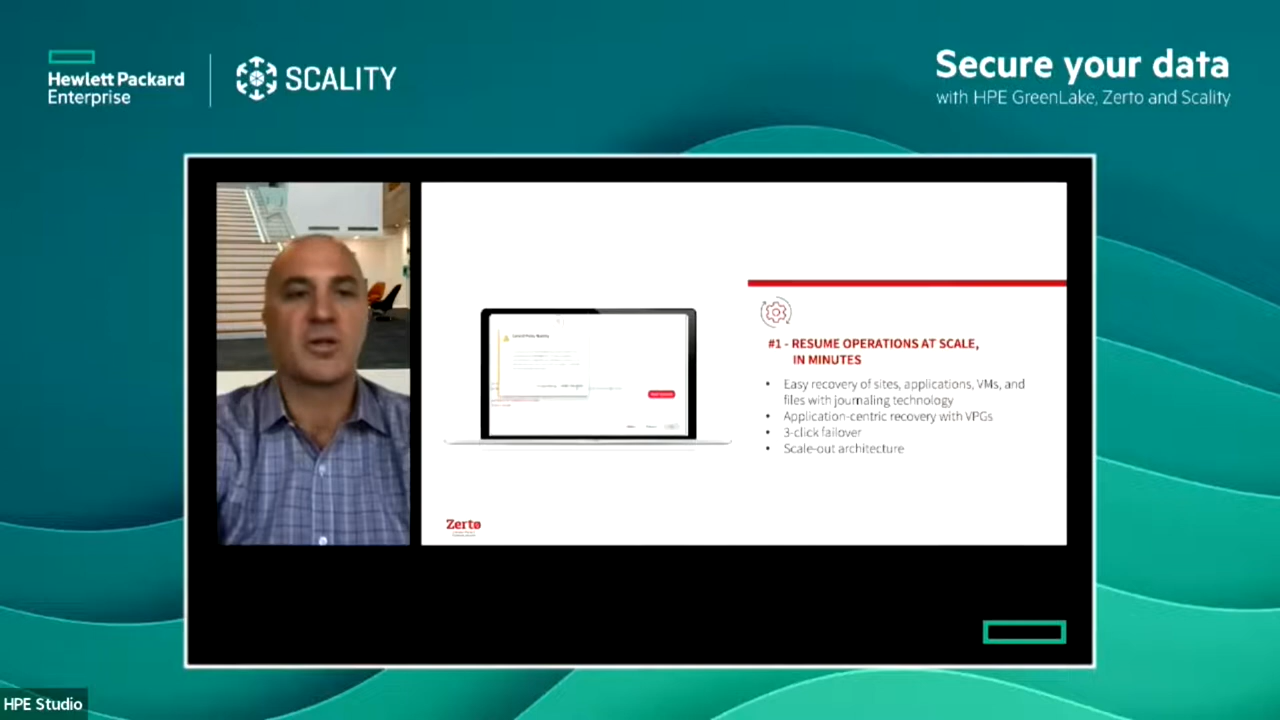 Hewlett Packard
Enterprise
SCALITY
Secure your data
with HPE GreenLake, Zerto and Scality
#1 - RESUME OPERATIONS AT SCALE,
IN MINUTES
• Easy recovery of sites, applications, VMs, and
files with journaling technology
• Application-centric recovery with VPGs
• 3-click failover
• Scale-out architecture
Zerto
HPE Studio